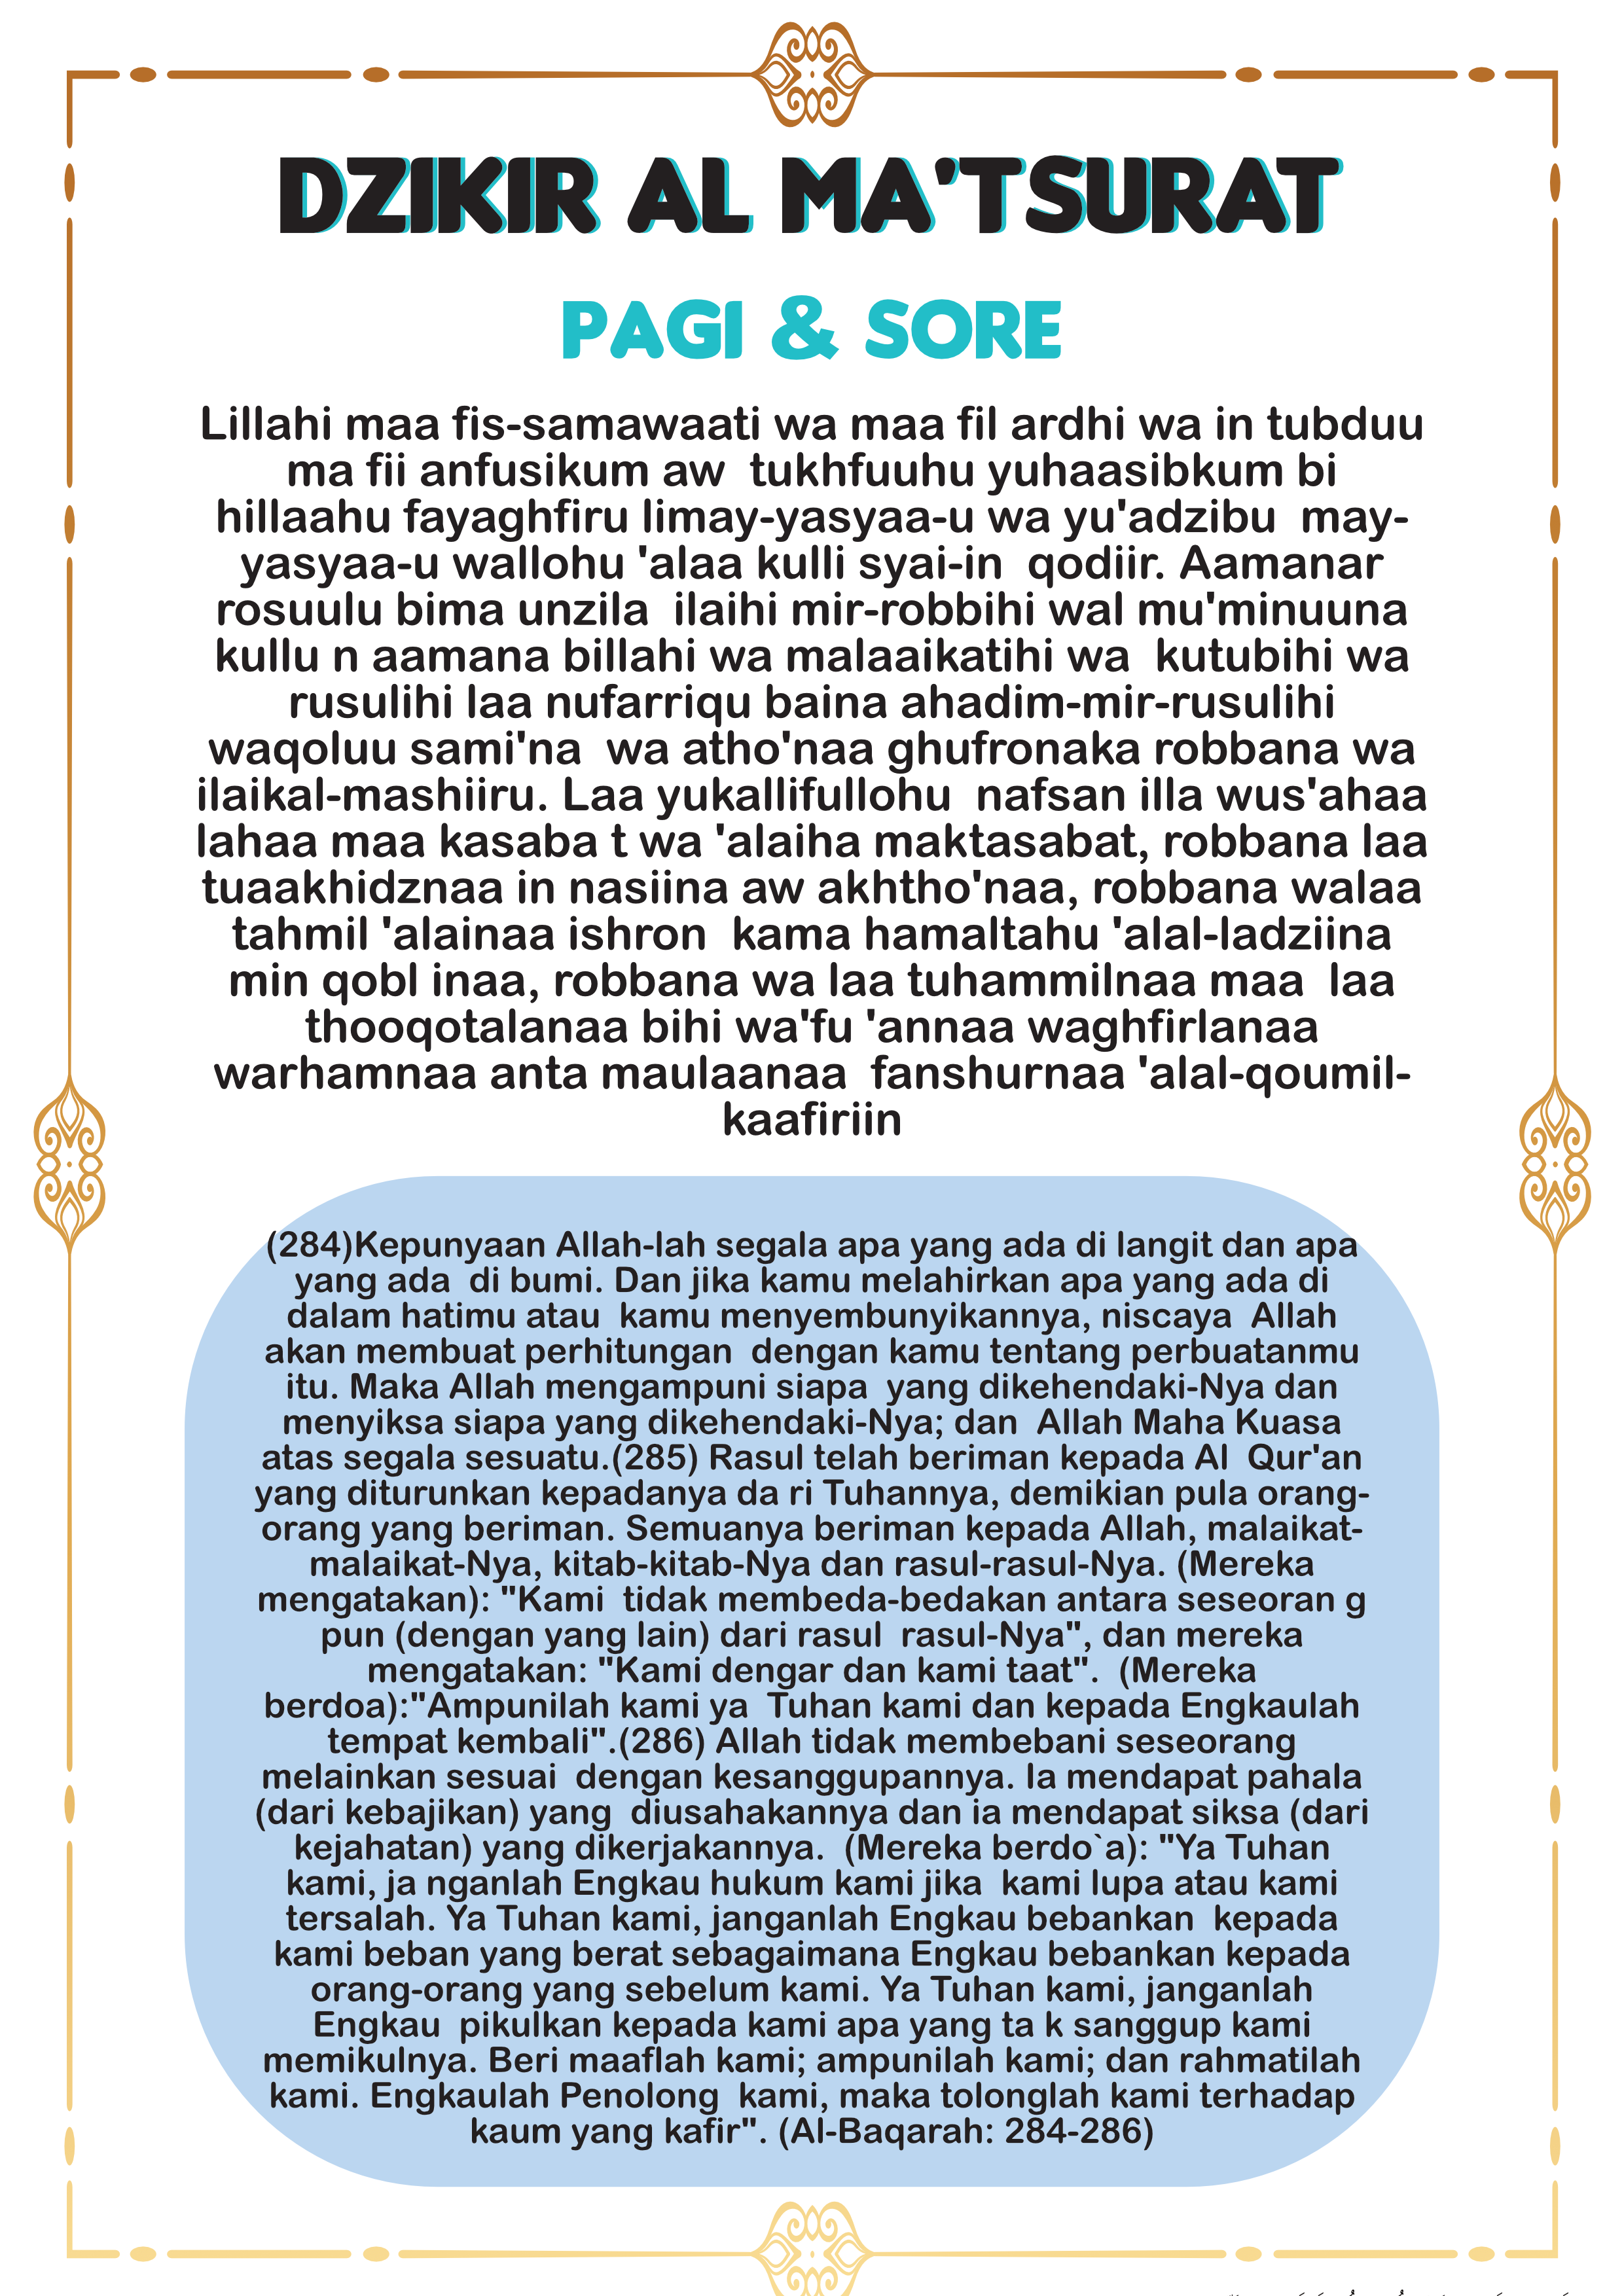 DZIKIR AL MA'TSURAT
PAGI & SORE
Lillahi maa fis-samawaati wa maa fil ardhi wa in tubduu
ma fii anfusikum aw  tukhfuuhu yuhaasibkum bi
hillaahu fayaghfiru limay-yasyaa-u wa yu'adzibu  may-
yasyaa-u wallohu 'alaa kulli syai-in  qodiir. Aamanar
rosuulu bima unzila  ilaihi mir-robbihi wal mu'minuuna
kullu n aamana billahi wa malaaikatihi wa  kutubihi wa
rusulihi laa nufarriqu baina ahadim-mir-rusulihi
waqoluu sami'na  wa atho'naa ghufronaka robbana wa
ilaikal-mashiiru. Laa yukallifullohu  nafsan illa wus'ahaa
lahaa maa kasaba t wa 'alaiha maktasabat, robbana laa
tuaakhidznaa in nasiina aw akhtho'naa, robbana walaa
tahmil 'alainaa ishron  kama hamaltahu 'alal-ladziina
min qobl inaa, robbana wa laa tuhammilnaa maa  laa
thooqotalanaa bihi wa'fu 'annaa waghfirlanaa
warhamnaa anta maulaanaa  fanshurnaa 'alal-qoumil-
kaafiriin
(284)Kepunyaan Allah-lah segala apa yang ada di langit dan apa
yang ada  di bumi. Dan jika kamu melahirkan apa yang ada di
dalam hatimu atau  kamu menyembunyikannya, niscaya  Allah
akan membuat perhitungan  dengan kamu tentang perbuatanmu
itu. Maka Allah mengampuni siapa  yang dikehendaki-Nya dan
menyiksa siapa yang dikehendaki-Nya; dan  Allah Maha Kuasa
atas segala sesuatu.(285) Rasul telah beriman kepada Al  Qur'an
yang diturunkan kepadanya da ri Tuhannya, demikian pula orang-
orang yang beriman. Semuanya beriman kepada Allah, malaikat-
malaikat-Nya, kitab-kitab-Nya dan rasul-rasul-Nya. (Mereka
mengatakan): "Kami  tidak membeda-bedakan antara seseoran g
pun (dengan yang lain) dari rasul  rasul-Nya", dan mereka
mengatakan: "Kami dengar dan kami taat".  (Mereka
berdoa):"Ampunilah kami ya  Tuhan kami dan kepada Engkaulah
tempat kembali".(286) Allah tidak membebani seseorang
melainkan sesuai  dengan kesanggupannya. Ia mendapat pahala
(dari kebajikan) yang  diusahakannya dan ia mendapat siksa (dari
kejahatan) yang dikerjakannya.  (Mereka berdo`a): "Ya Tuhan
kami, ja nganlah Engkau hukum kami jika  kami lupa atau kami
tersalah. Ya Tuhan kami, janganlah Engkau bebankan  kepada
kami beban yang berat sebagaimana Engkau bebankan kepada
orang-orang yang sebelum kami. Ya Tuhan kami, janganlah
Engkau  pikulkan kepada kami apa yang ta k sanggup kami
memikulnya. Beri maaflah kami; ampunilah kami; dan rahmatilah
kami. Engkaulah Penolong  kami, maka tolonglah kami terhadap
kaum yang kafir". (Al-Baqarah: 284-286)